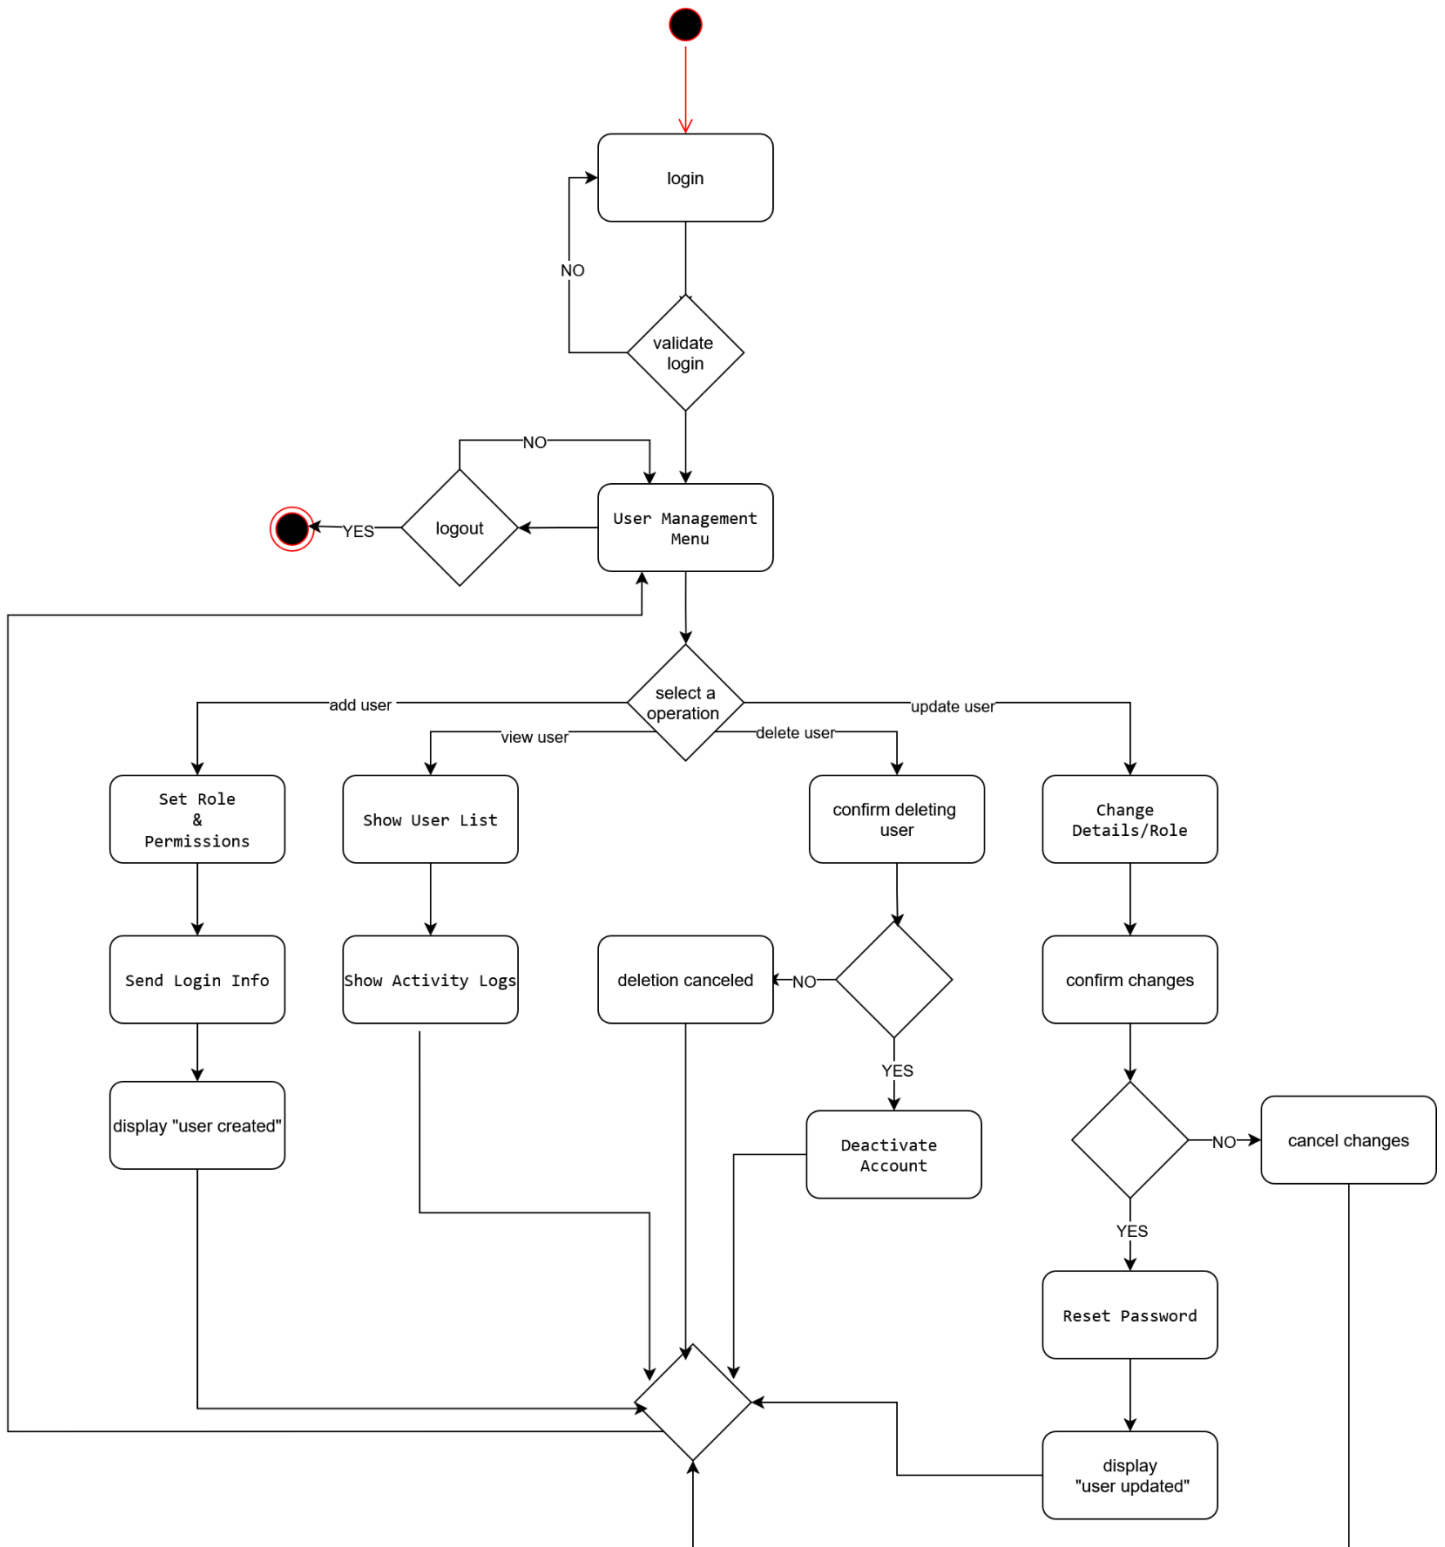 login
NO
validate
login
NO
User Management
Menu
logout
YES
select a
operation
add user
update user
view user
delete user
Set Role
&
Permissions
Show User List
confirm deleting
user
Change
Details/Role
Send Login Info
Show Activity Logs
deletion canceled
NO
confirm changes
YES
display "user created"
Deactivate
Account
NO
cancel changes
YES
Reset Password
display
"user updated"